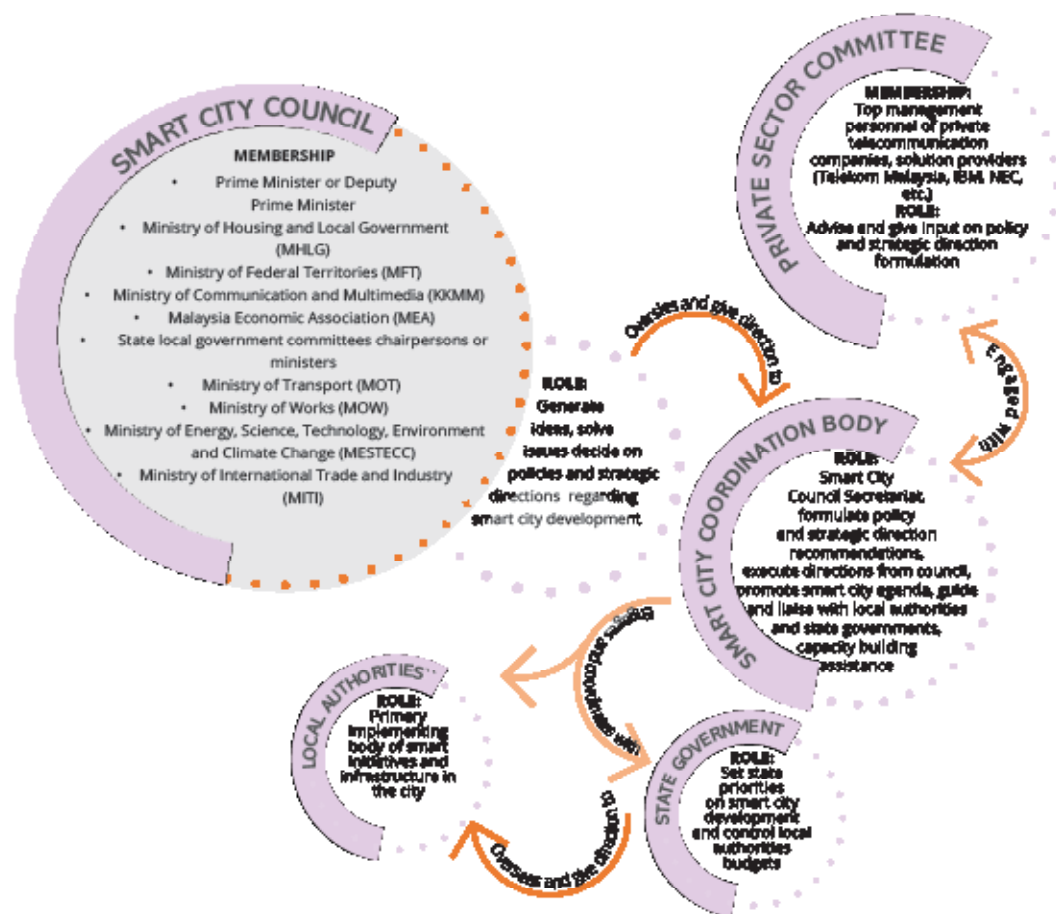 SMART CITY COUNCIL
MEMBERSHIP
• Prime Minister or Deputy
Prime Minister
• Ministry of Housing and Local Government
(MHLG)
• Ministry of Federal Territories (MFT)
• Ministry of Communication and Multimedia (KKMM)
• Malaysia Economic Association (MEA)
• State local government committees chairpersons or
ministers
• Ministry of Transport (MOT)
• Ministry of Works (MOW)
• Ministry of Energy, Science, Technology, Environment
and Climate Change (MESTECC)
• Ministry of International Trade and Industry
(MITI)
ROLE:
Generate
ideas, solve
issues decide on
policies and strategic
directions regarding
smart city development
PRIVATE SECTOR COMMITTEE
MEMBERSHIP:
Top management
personnel of private
telecommunication
companies, solution providers
(Telekom Malaysia, IBM, NEC,
etc.)
ROLE:
Advise and give input on policy
and strategic direction
formulation
Oversies and give direction to
Engaged with
SMART CITY COORDINATION BODY
ROLE:
Smart City
Council Secretariat,
formulate policy
and strategic direction
recommendations,
execute directions from council,
promote smart city agenda, guide
and liaise with local authorities
and state governments,
capacity building
assistance
and coordinates with
LOCAL AUTHORITIES
ROLE:
Primary
implementing
body of smart
initiatives and
infrastructure in
the city
STATE GOVERNMENT
ROLE:
Set state
priorities
on smart city
development
and control local
authorities
budgets
Oversees and give direction to